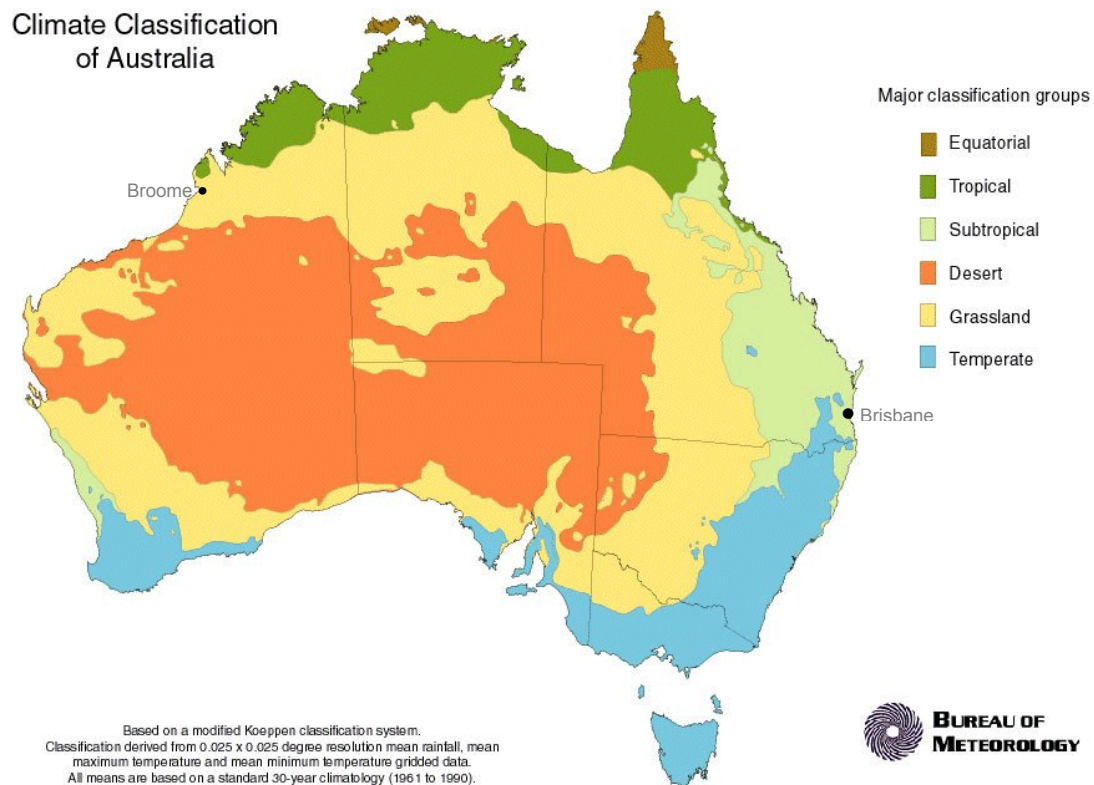 Climate Classification
of Australia
Major classification groups
Equatorial
Tropical
Subtropical
Desert
Grassland
Temperate
Broome
Brisbane
Based on a modified Koeppen classification system.
Classification derived from 0.025 x 0.025 degree resolution mean rainfall, mean
maximum temperature and mean minimum temperature gridded data.
All means are based on a standard 30-year climatology (1961 to 1990).
BUREAU OF
METEOROLOGY